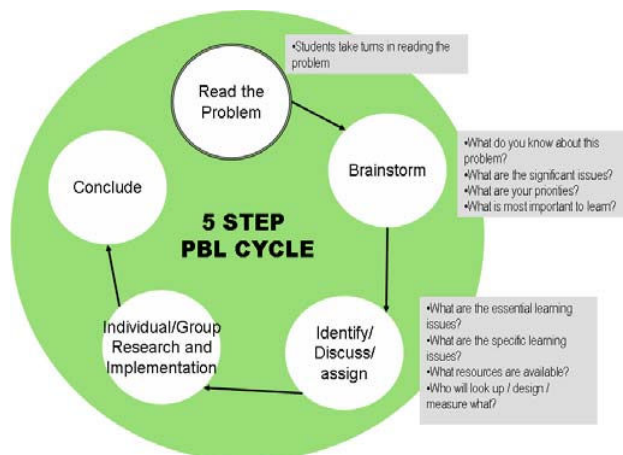 Read the
Problem
•Students take turns in reading the
problem
Brainstorm
•What do you know about this
problem?
•What are the significant issues?
•What are your priorities?
•What is most important to learn?
Conclude
5 STEP
PBL CYCLE
Identify/
Discuss/
assign
•What are the essential learning
issues?
•What are the specific learning
issues?
•What resources are available?
•Who will look up / design /
measure what?
Individual/Group
Research and
Implementation